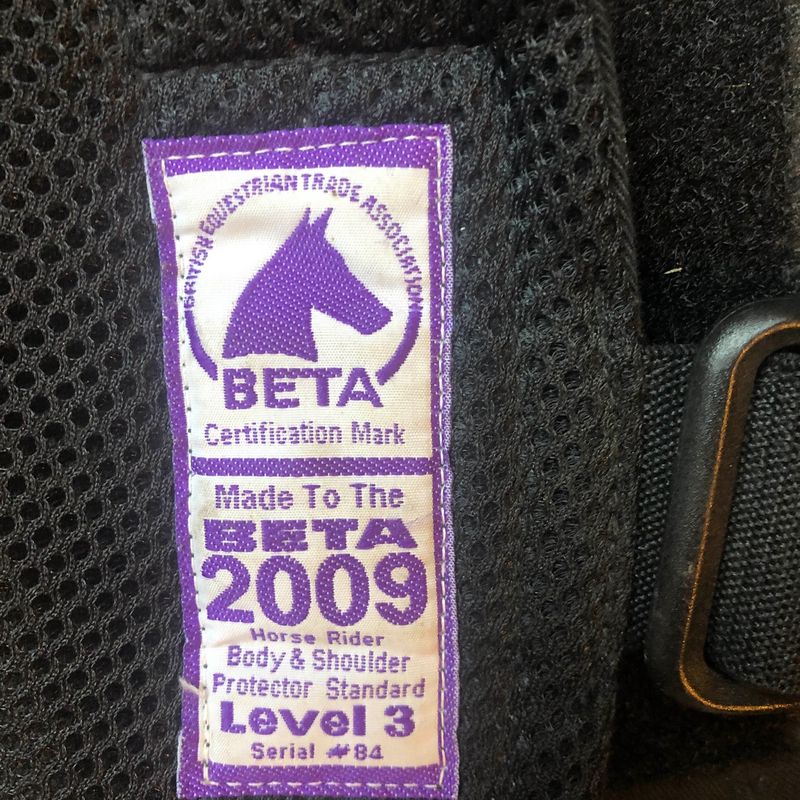 BRITISH EQUESTRIAN TRADE ASSOCIATION
BETA
Certification Mark
Made To The
BETA
2009
Horse Rider
Body & Shoulder
Protector Standard
Level 3
Serial #84